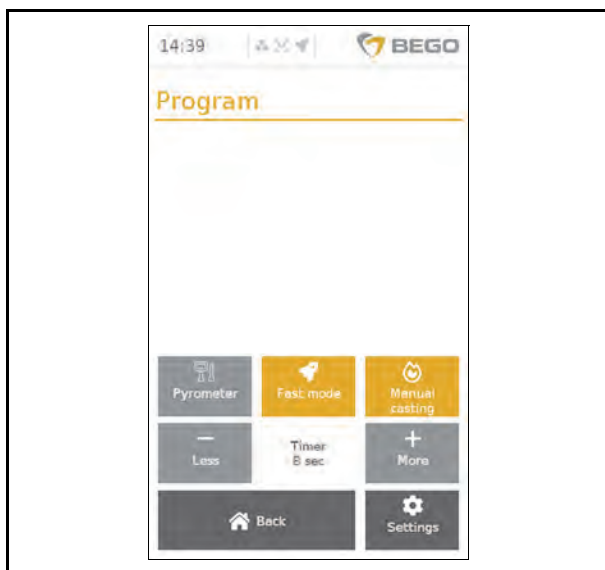 14:39
BEGO
Program
Pyrometer
Fast mode
Manual
casting
Less
Timer
8 sec
More
Back
Settings